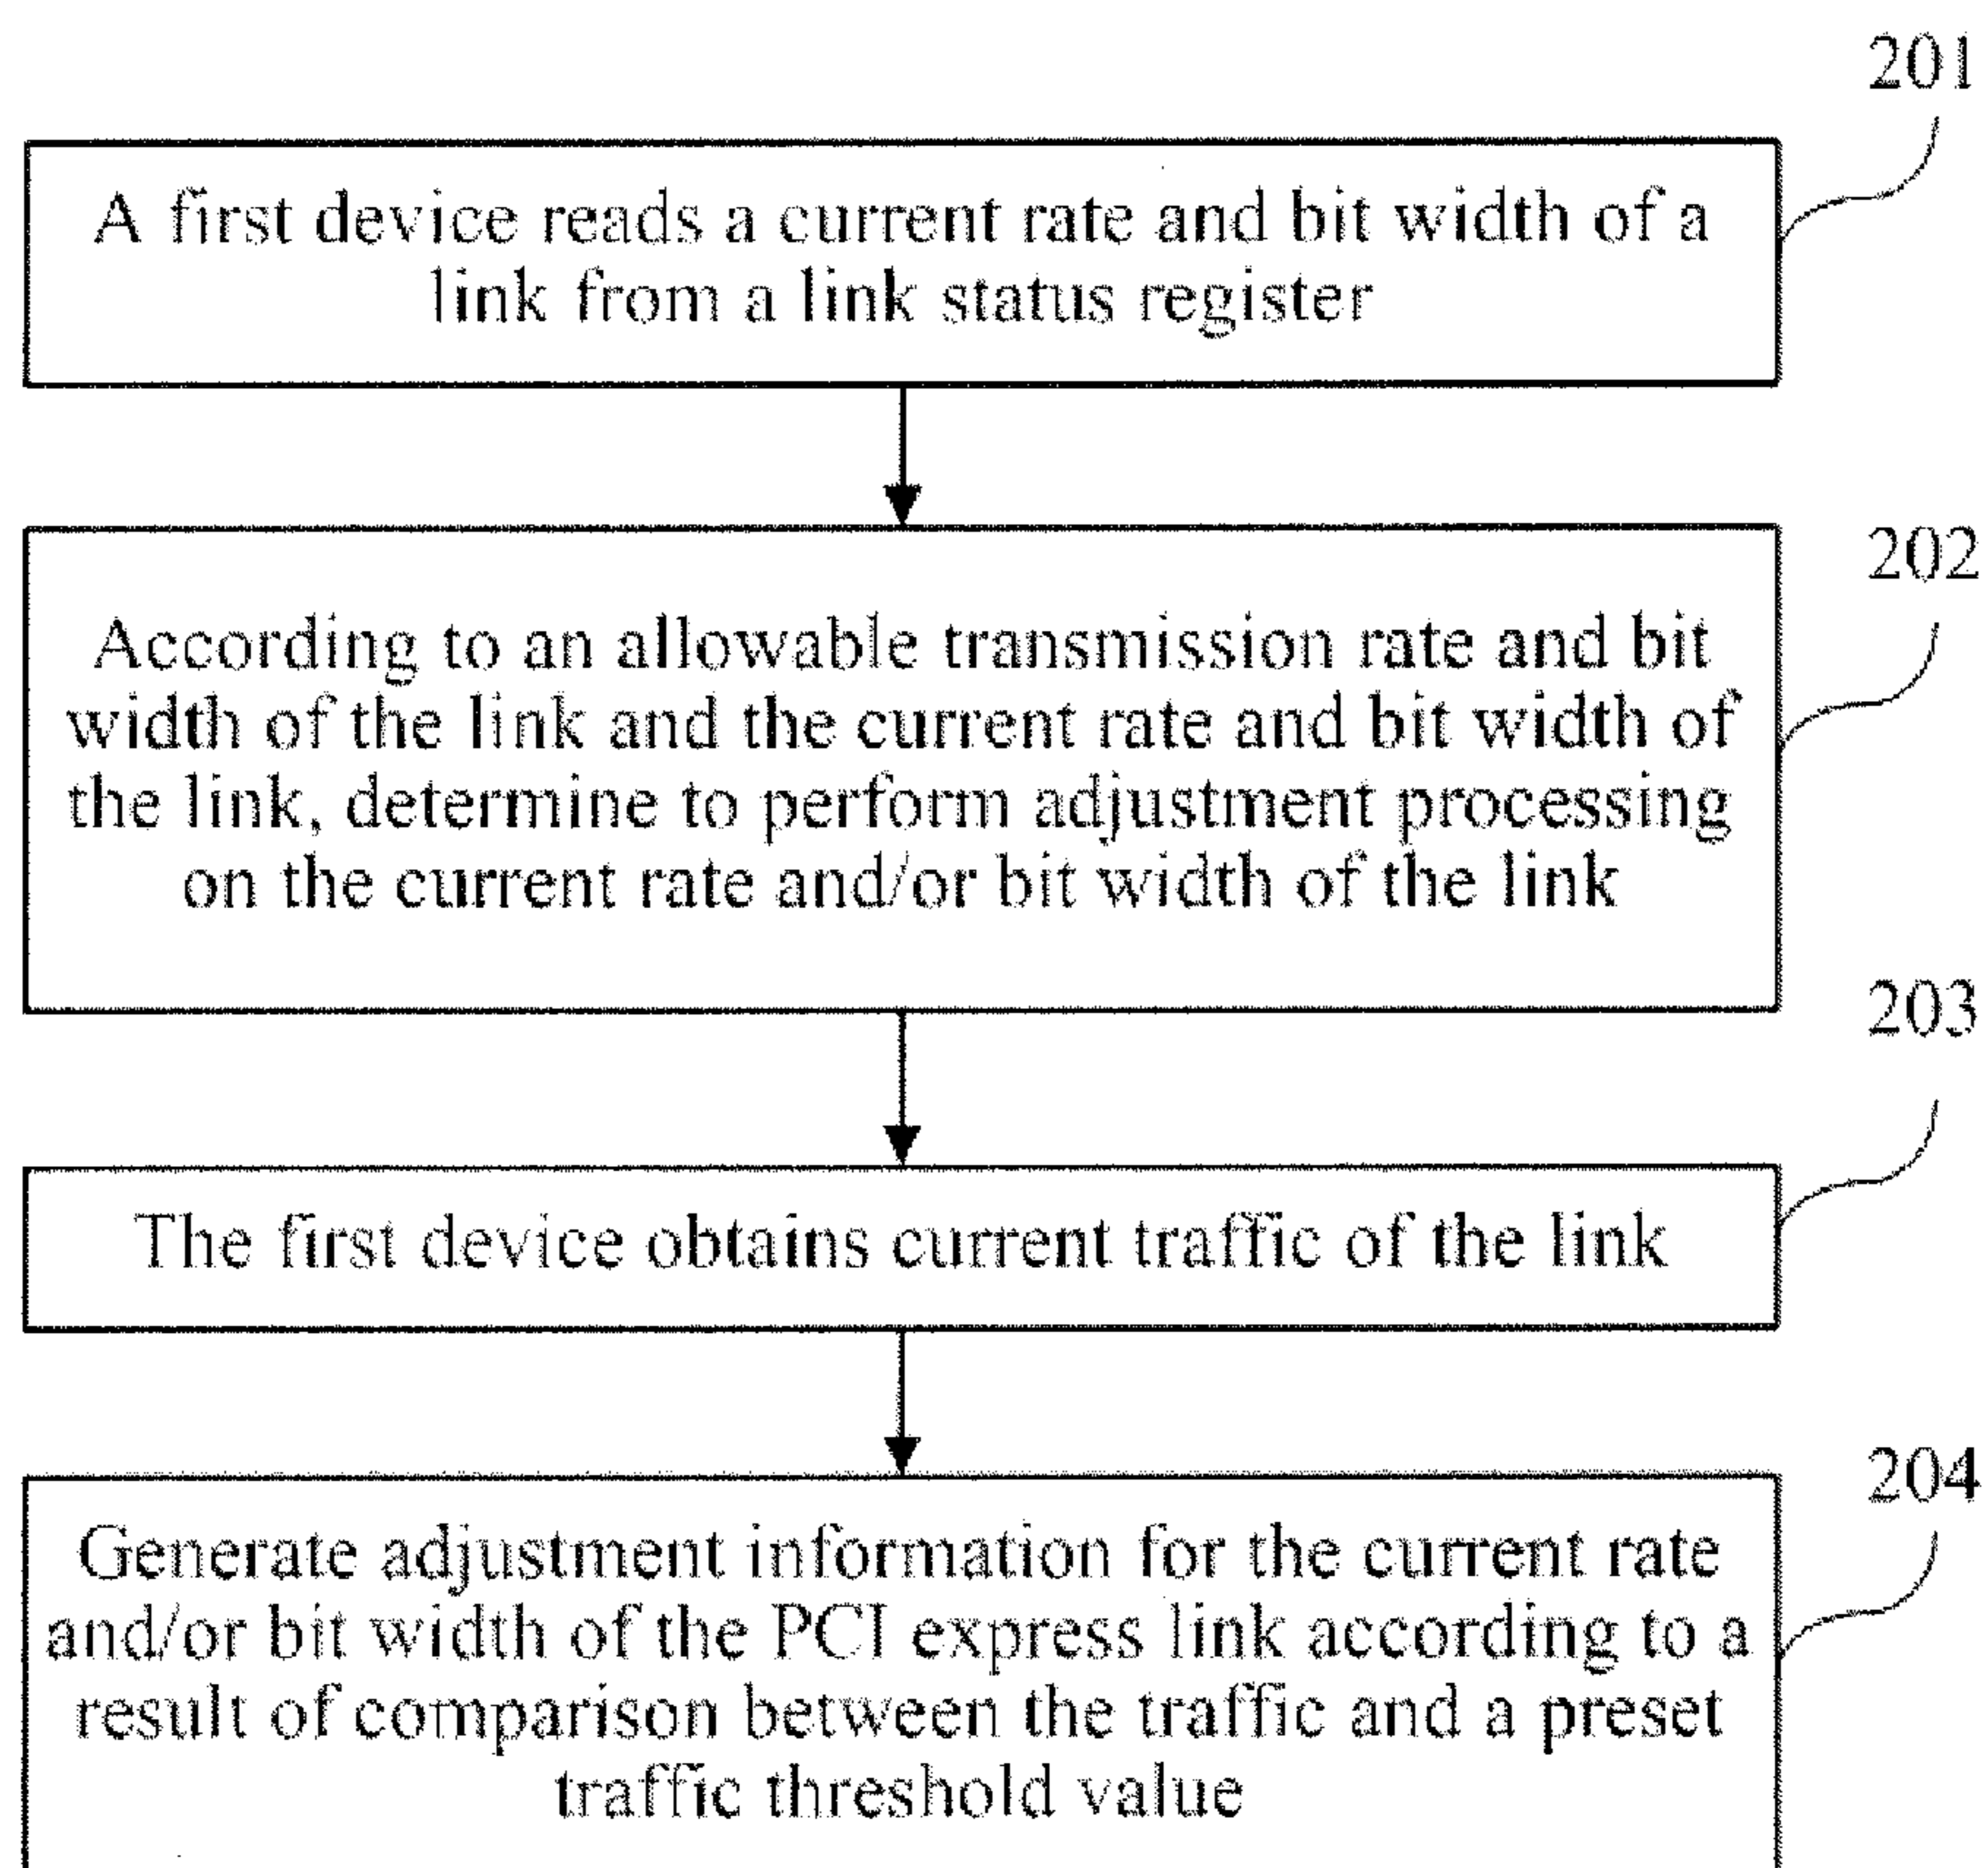 201
A first device reads a current rate and bit width of a
link from a link status register
202
According to an allowable transmission rate and bit
width of the link and the current rate and bit width of
the link, determine to perform adjustment processing
on the current rate and/or bit width of the link
203
The first device obtains current traffic of the link
204
Generate adjustment information for the current rate
and/or bit width of the PCI express link according to a
result of comparison between the traffic and a preset
traffic threshold value